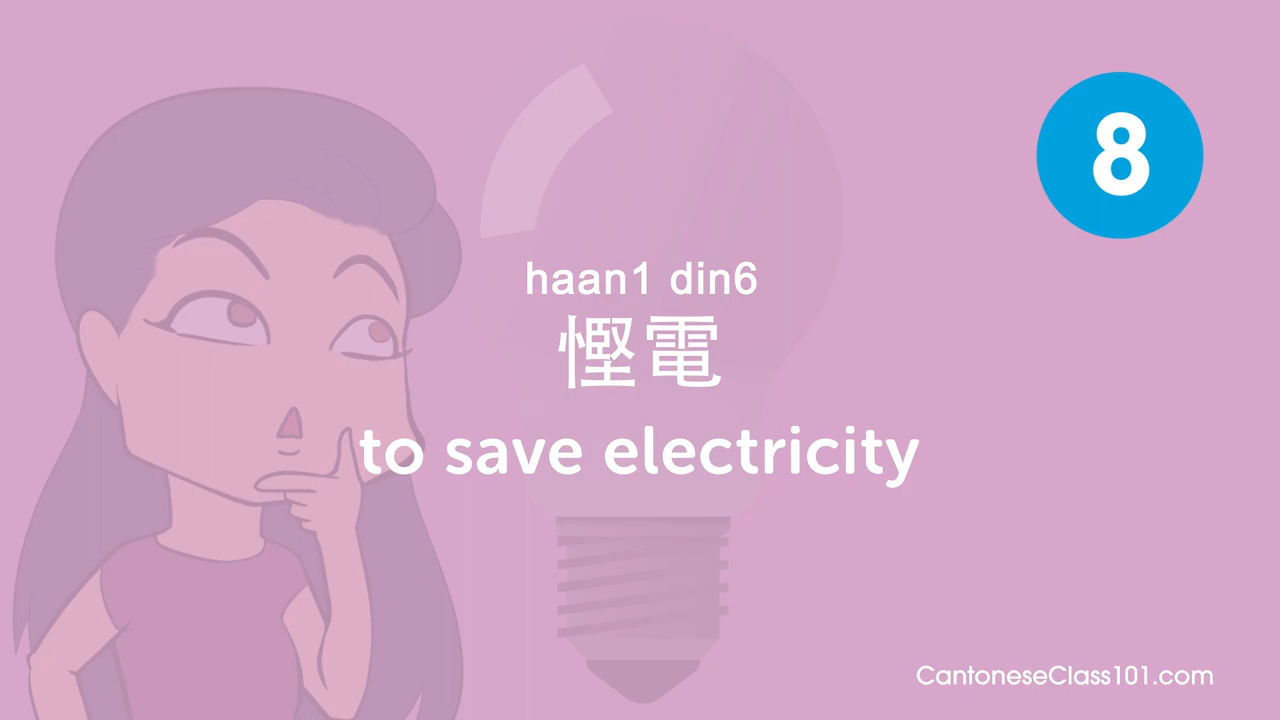 8
haan1 din6
慳電
to save electricity
CantoneseClass101.com